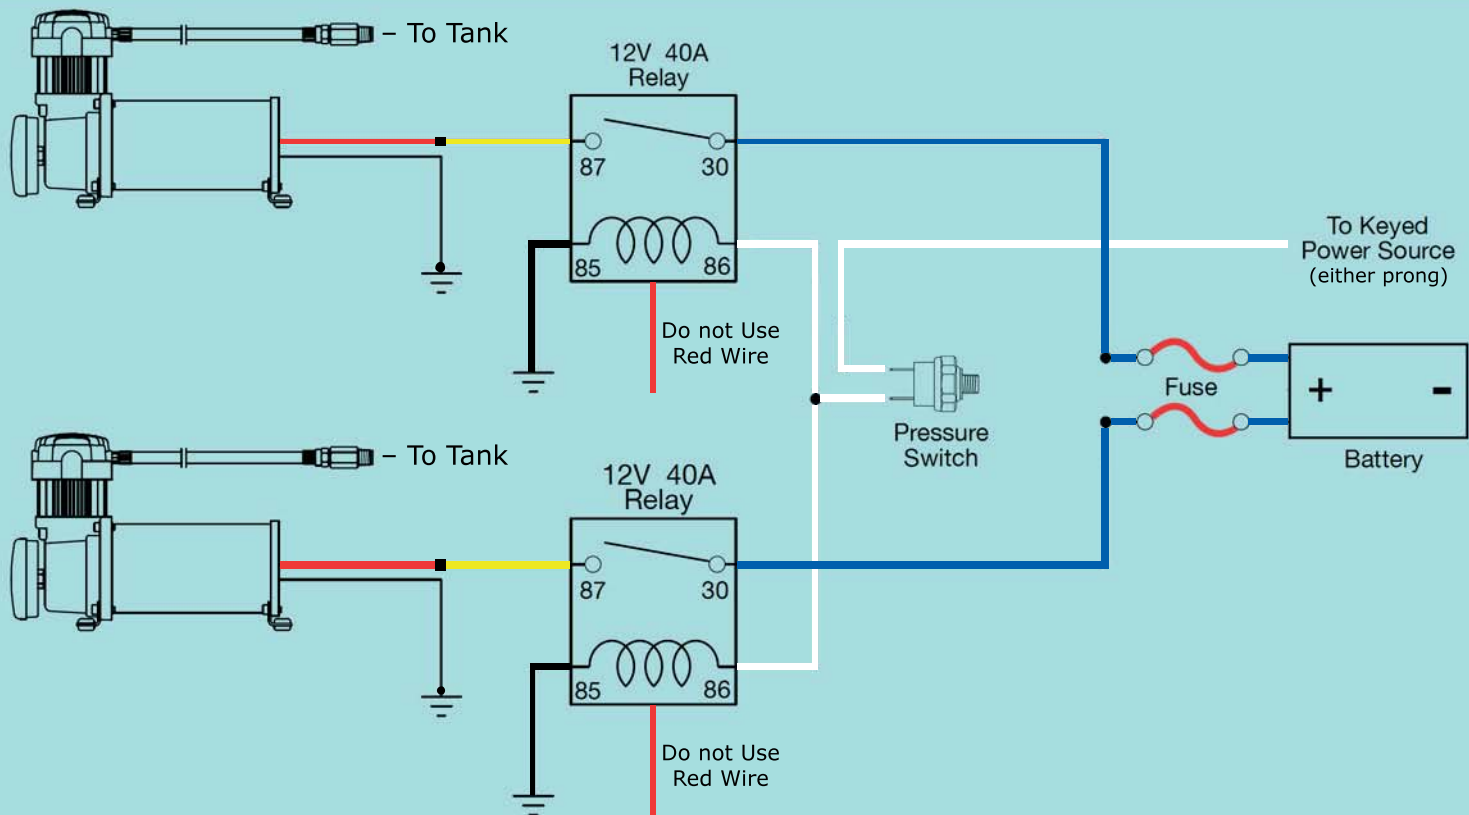 – To Tank
12V 40A
Relay
87
30
85
86
Do not Use
Red Wire
To Keyed
Power Source
(either prong)
Fuse
+ -
Battery
Pressure
Switch
– To Tank
12V 40A
Relay
87
30
85
86
Do not Use
Red Wire